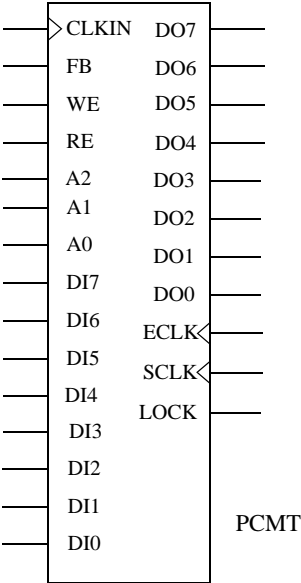 CLKIN DO7
FB DO6
WE DO5
RE DO4
A2 DO3
A1 DO2
A0 DO1
DI7 DO0
DI6 ECLK
DI5 SCLK
DI4 LOCK
DI3
DI2
DI1 PCMT
DI0